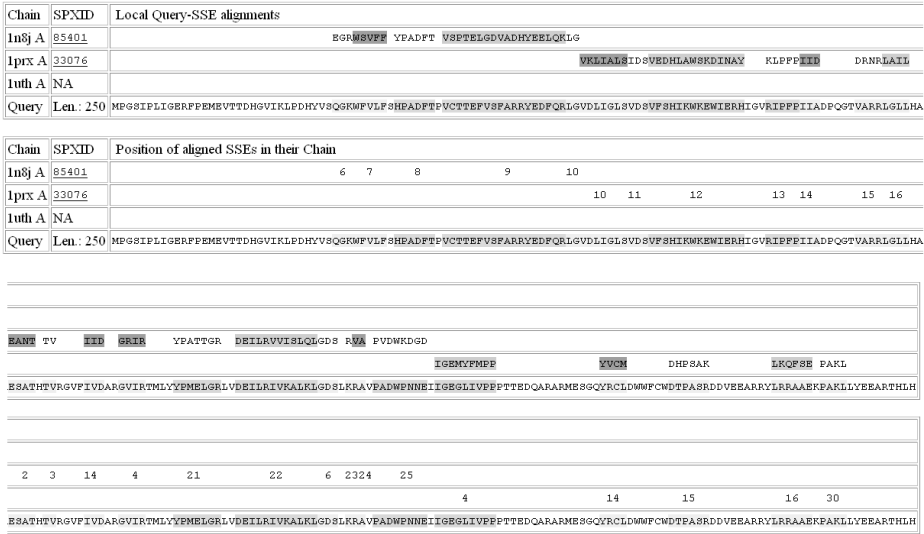 Chain SPXID Local Query-SSE alignments
1n8j A 85401 EGRWSVFF YPADFT VSPTELGDVADHYEELQKLG
1prx A 33076 VKLIALSIDSVEDHLAWSKDINAY KLPFPIID DRNRLAIL
1uth A NA
Query Len.: 250 MPGSIPLIGERFPEMEVTTDHGVIKLPDHYVSQGKWFVLFSHPADFTPVCTTEFVSFARRYEDFQRLGVDLIGLSVDSVFSHIKWKEWIERHIGVRIPFPIIADPQGTVARRLGLLHA
Chain SPXID Position of aligned SSEs in their Chain
1n8j A 85401 6 7 8 9 10
1prx A 33076 10 11 12 13 14 15 16
1uth A NA
Query Len.: 250 MPGSIPLIGERFPEMEVTTDHGVIKLPDHYVSQGKWFVLFSHPADFTPVCTTEFVSFARRYEDFQRLGVDLIGLSVDSVFSHIKWKEWIERHIGVRIPFPIIADPQGTVARRLGLLHA
EANT TV IID GRIR YPATTGR DEILRVVISLQLGDS RVA PVDWKDGD
IGEMYFMPP YVCM DHPSAK LKQFSE PAKL
ESATHTVRGVFIVDARGVIRTMLYYPMELGRLVDEILRIVKALKLGDSLKRAVPADWPNNEIIGEGLIVPPPTTEDQARARMESGQYRCLDWWFCWDTPASRDDVEEARRYLRRAAEKPAKLLYEEARTHLH
2 3 14 4 21 22 6 23 24 25
4 14 15 16 30
ESATHTVRGVFIVDARGVIRTMLYYPMELGRLVDEILRIVKALKLGDSLKRAVPADWPNNEIIGEGLIVPPPTTEDQARARMESGQYRCLDWWFCWDTPASRDDVEEARRYLRRAAEKPAKLLYEEARTHLH